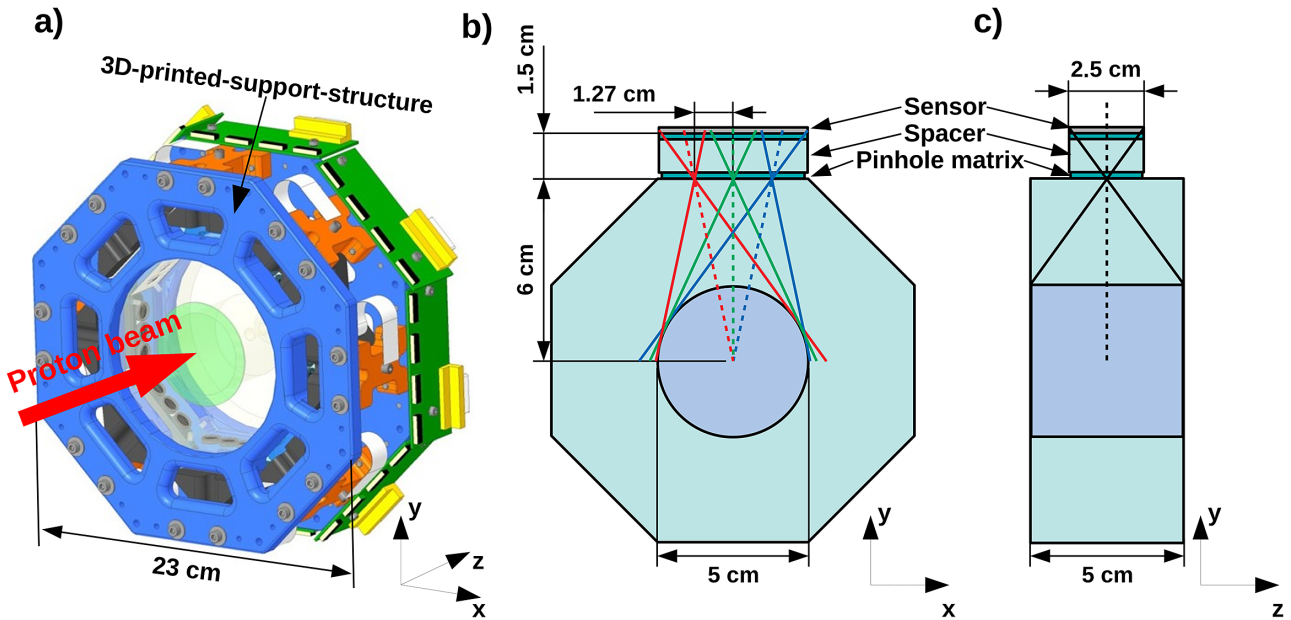 a)
3D-printed-support-structure
Proton beam
23 cm
y
z
x
b)
1.5 cm
1.27 cm
6 cm
5 cm
y
x
Sensor
Spacer
Pinhole matrix
c)
2.5 cm
5 cm
y
z